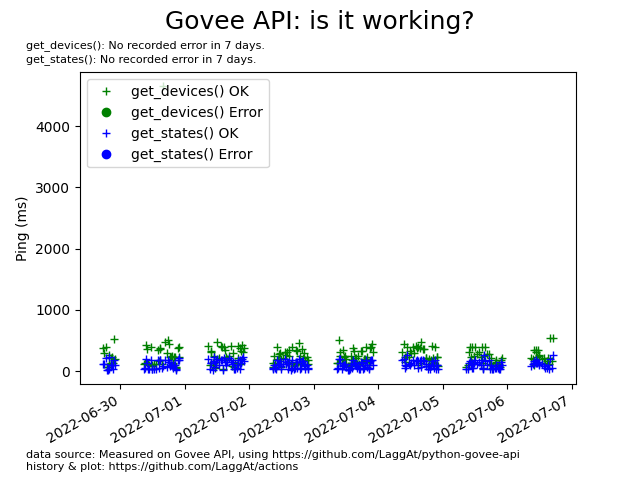 Govee API: is it working?
get_devices(): No recorded error in 7 days.
get_states(): No recorded error in 7 days.
get_devices() OK
get_devices() Error
get_states() OK
get_states() Error
Ping (ms)
4000
3000
2000
1000
0
2022-06-30
2022-07-01
2022-07-02
2022-07-03
2022-07-04
2022-07-05
2022-07-06
2022-07-07
data source: Measured on Govee API, using https://github.com/LaggAt/python-govee-api
history & plot: https://github.com/LaggAt/actions